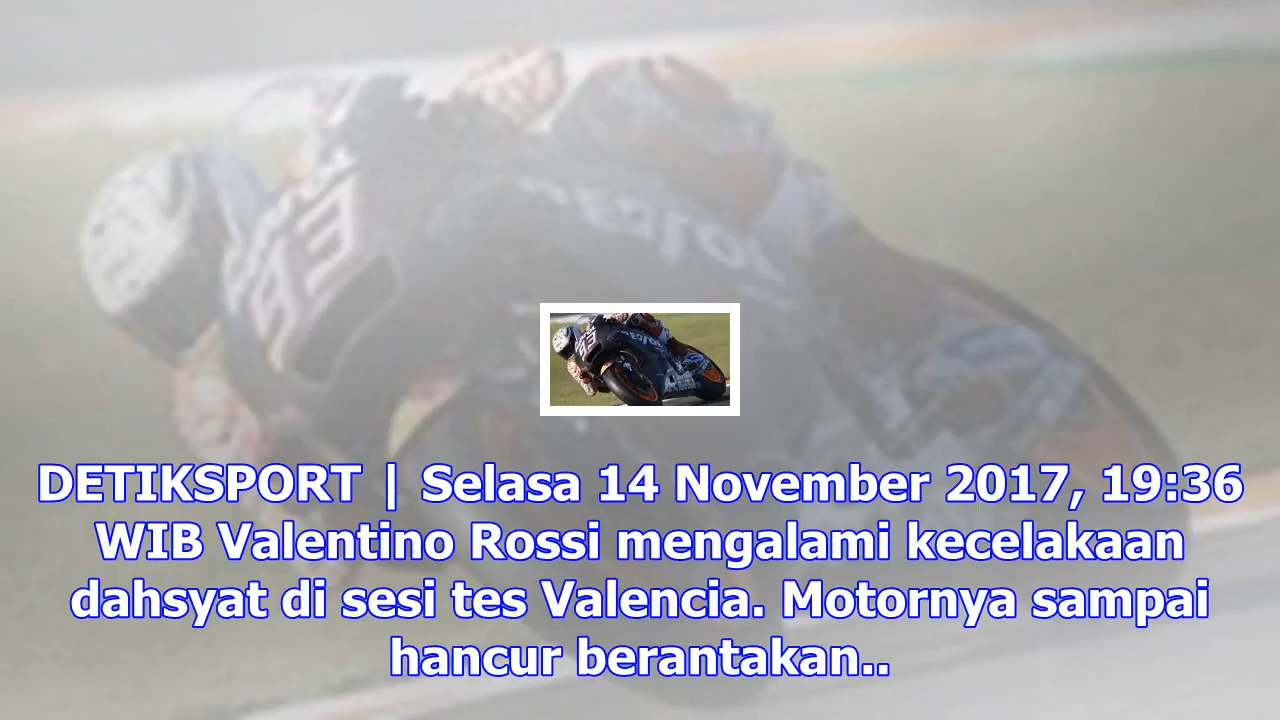 DETIKSPORT | Selasa 14 November 2017, 19:36
WIB Valentino Rossi mengalami kecelakaan
dahsyat di sesi tes Valencia. Motornya sampai
hancur berantakan..
93